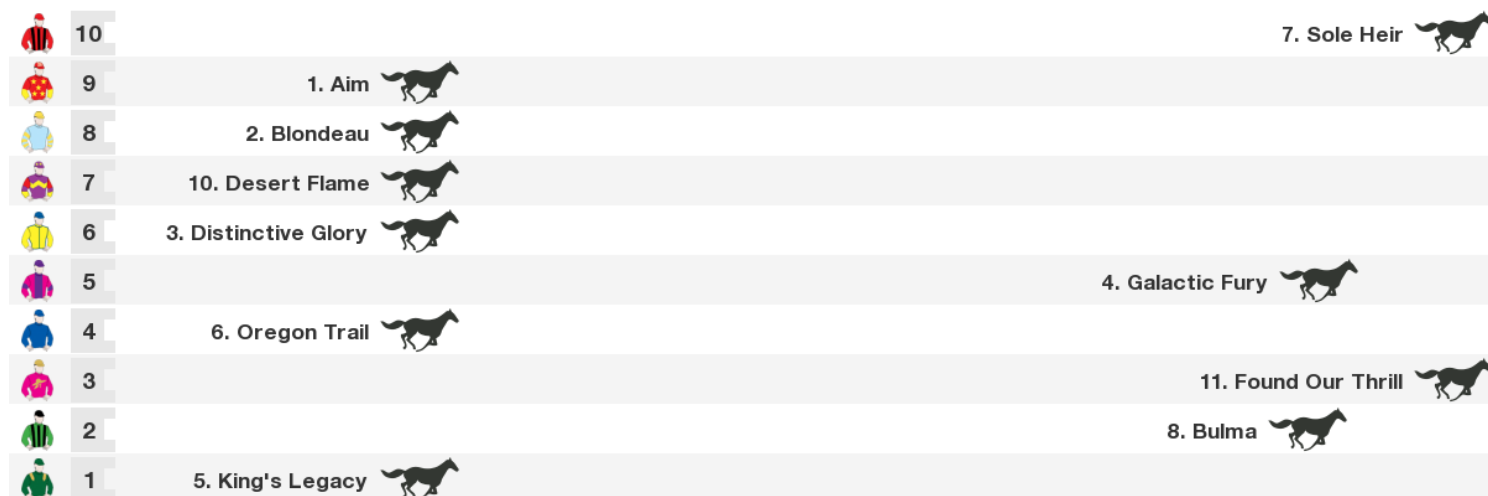 10 7. Sole Heir
9 1. Aim
8 2. Blondeau
7 10. Desert Flame
6 3. Distinctive Glory
5 4. Galactic Fury
4 6. Oregon Trail
3 11. Found Our Thrill
2 8. Bulma
1 5. King's Legacy